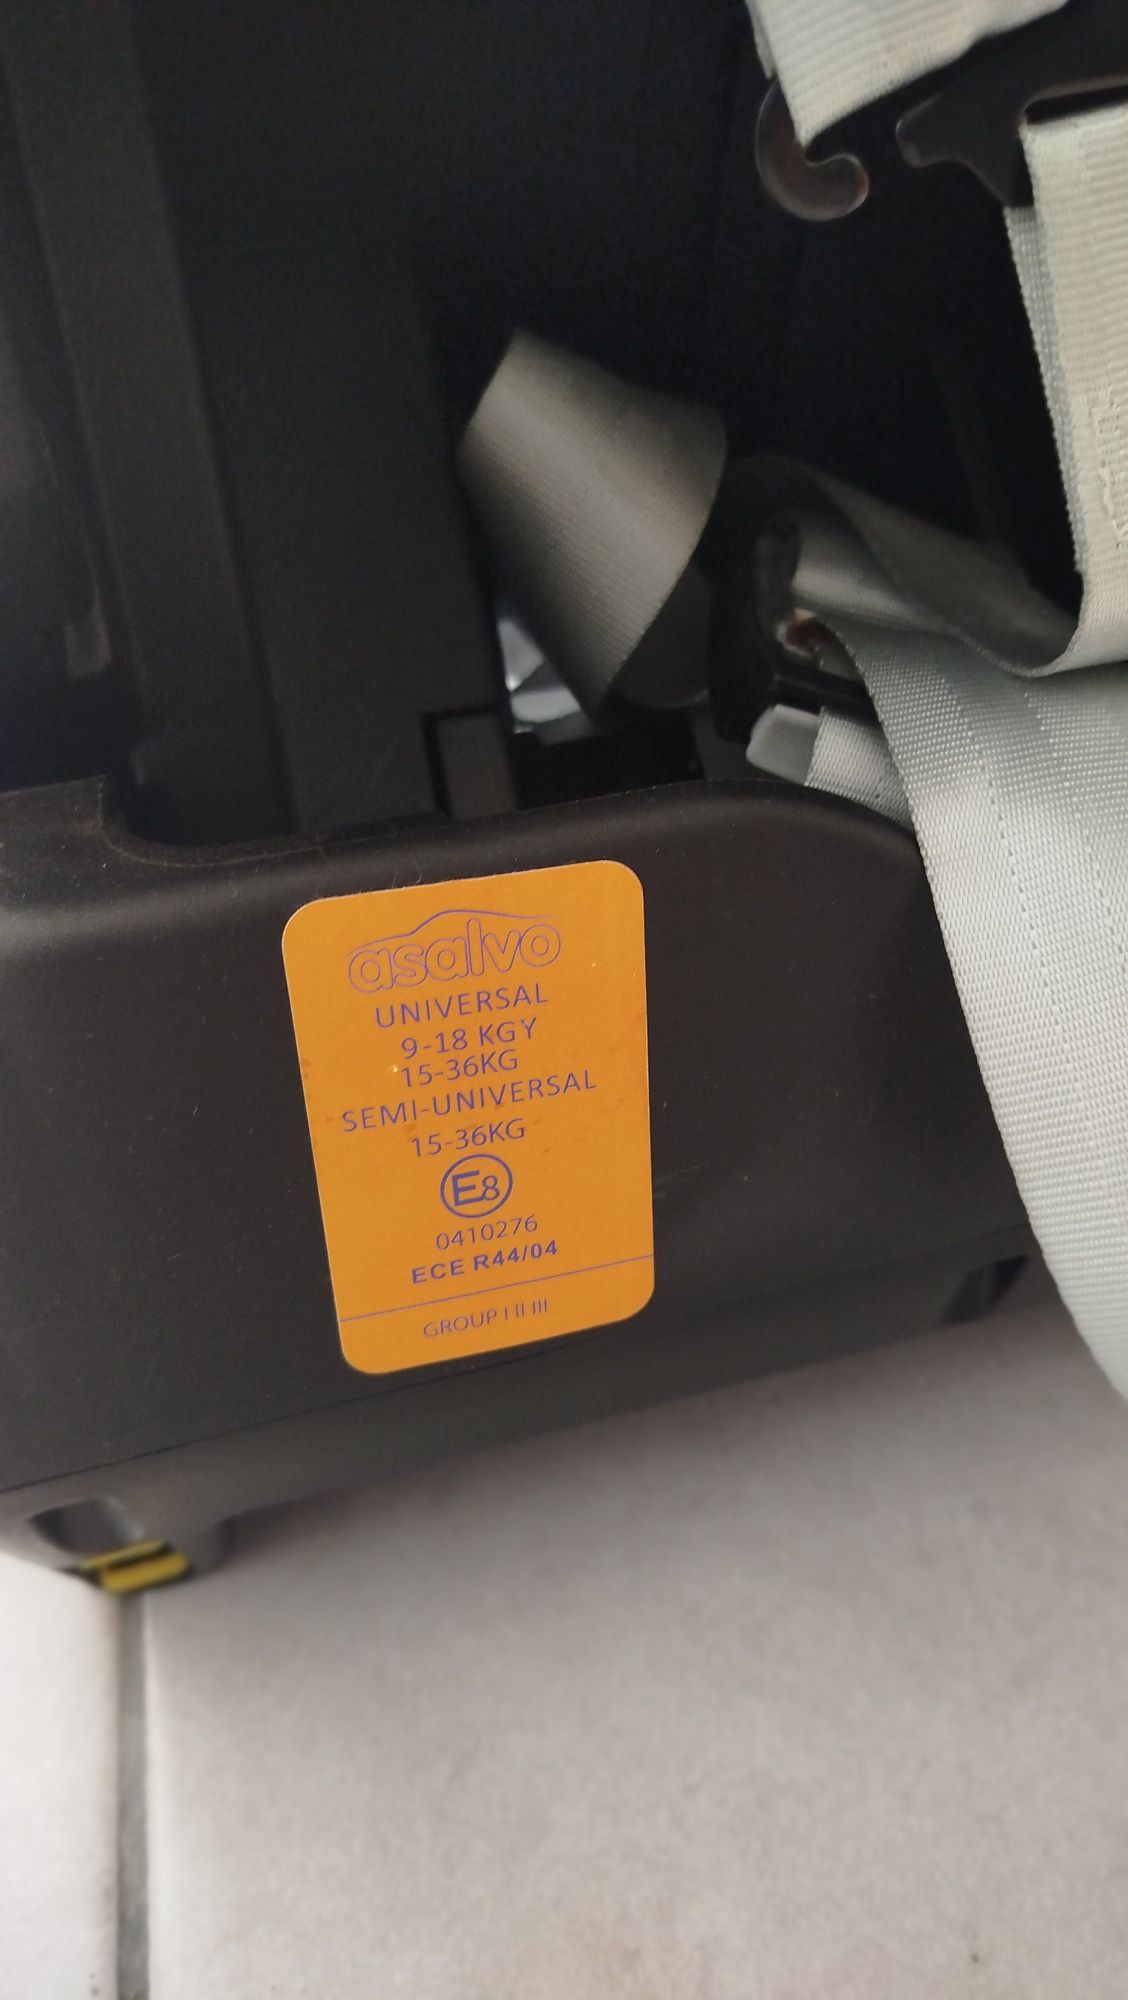 asalvo
UNIVERSAL
9-18 KG Y
15-36KG
SEMI-UNIVERSAL
15-36KG
E8
0410276
ECE R44/04
GROUP I II III